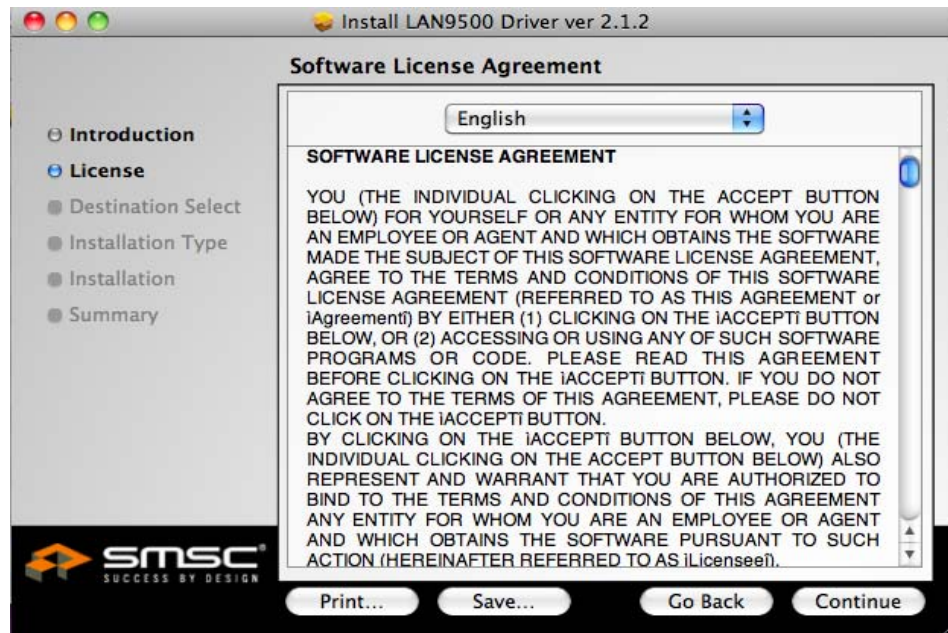 Install LAN9500 Driver ver 2.1.2
Software License Agreement
Introduction
License
Destination Select
Installation Type
Installation
Summary
English
SOFTWARE LICENSE AGREEMENT
YOU (THE INDIVIDUAL CLICKING ON THE ACCEPT BUTTON
BELOW) FOR YOURSELF OR ANY ENTITY FOR WHOM YOU ARE
AN EMPLOYEE OR AGENT AND WHICH OBTAINS THE SOFTWARE
MADE THE SUBJECT OF THIS SOFTWARE LICENSE AGREEMENT,
AGREE TO THE TERMS AND CONDITIONS OF THIS SOFTWARE
LICENSE AGREEMENT (REFERRED TO AS THIS AGREEMENT or
ìAgreementî) BY EITHER (1) CLICKING ON THE ìACCEPTî BUTTON
BELOW, OR (2) ACCESSING OR USING ANY OF SUCH SOFTWARE
PROGRAMS OR CODE. PLEASE READ THIS AGREEMENT
BEFORE CLICKING ON THE ìACCEPTî BUTTON. IF YOU DO NOT
AGREE TO THE TERMS OF THIS AGREEMENT, PLEASE DO NOT
CLICK ON THE ìACCEPTî BUTTON.
BY CLICKING ON THE ìACCEPTî BUTTON BELOW, YOU (THE
INDIVIDUAL CLICKING ON THE ACCEPT BUTTON BELOW) ALSO
REPRESENT AND WARRANT THAT YOU ARE AUTHORIZED TO
BIND TO THE TERMS AND CONDITIONS OF THIS AGREEMENT
ANY ENTITY FOR WHOM YOU ARE AN EMPLOYEE OR AGENT
AND WHICH OBTAINS THE SOFTWARE PURSUANT TO SUCH
ACTION (HEREINAFTER REFERRED TO AS ìLicenseeî).
smsc
SUCCESS BY DESIGN
Print...
Save...
Go Back
Continue